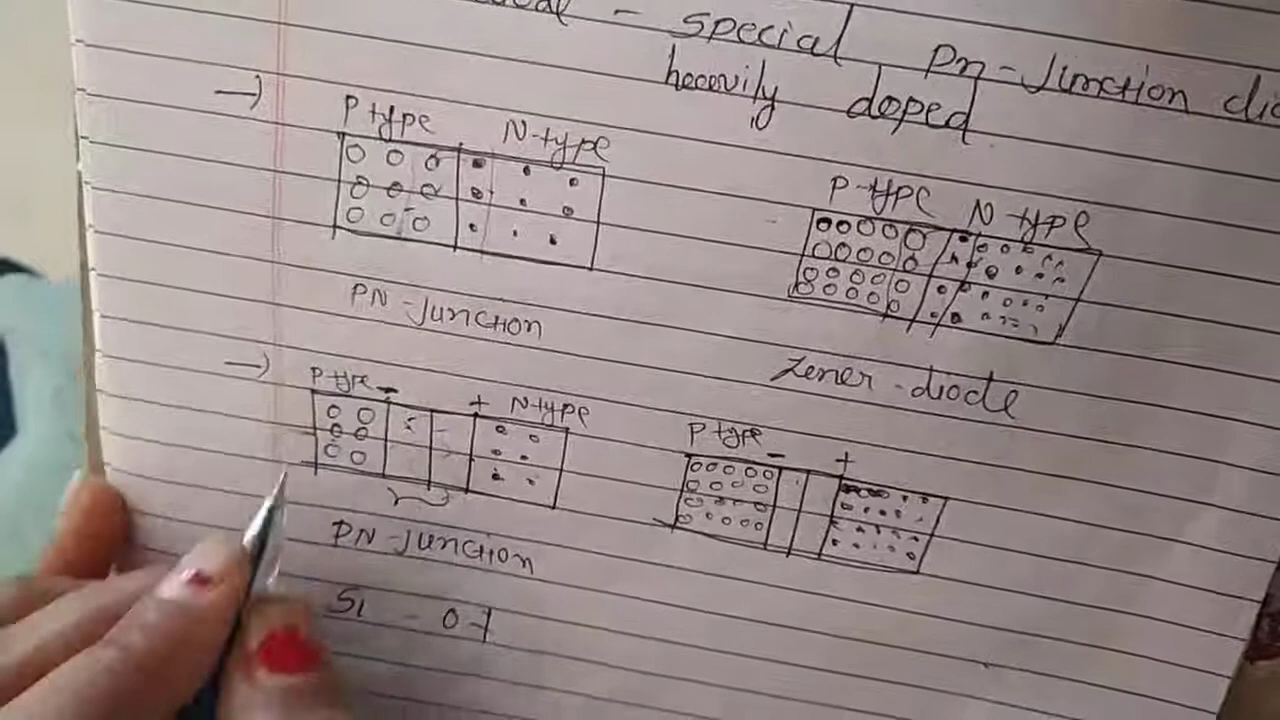 - special Pn-Junction
heavily doped
P type N-type
P-type N-type
PN-Junction
Zener-diode
P type - + N-type
P type - +
PN-Junction
Si - 0.7